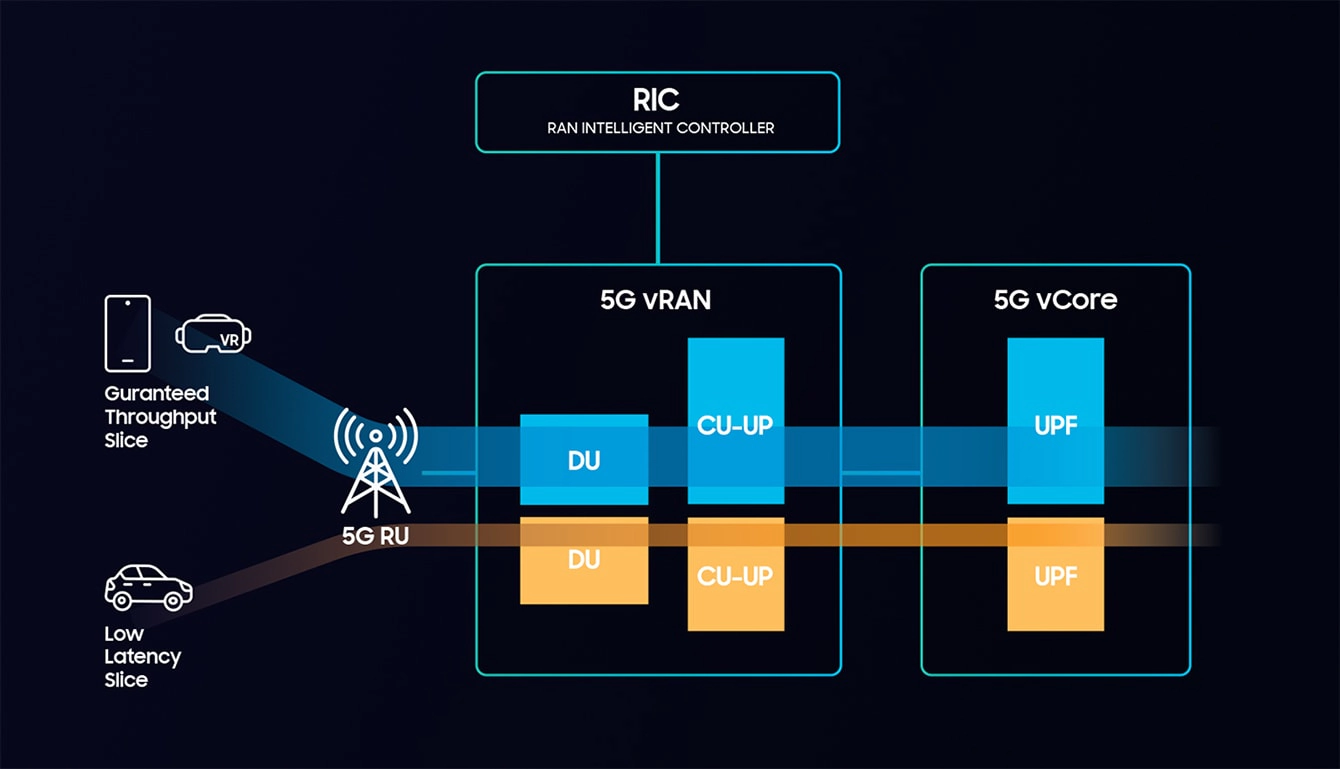 RIC
RAN INTELLIGENT CONTROLLER
5G vRAN
5G vCore
VR
Guranteed
Throughput
Slice
CU-UP
UPF
DU
5G RU
DU
CU-UP
UPF
Low
Latency
Slice